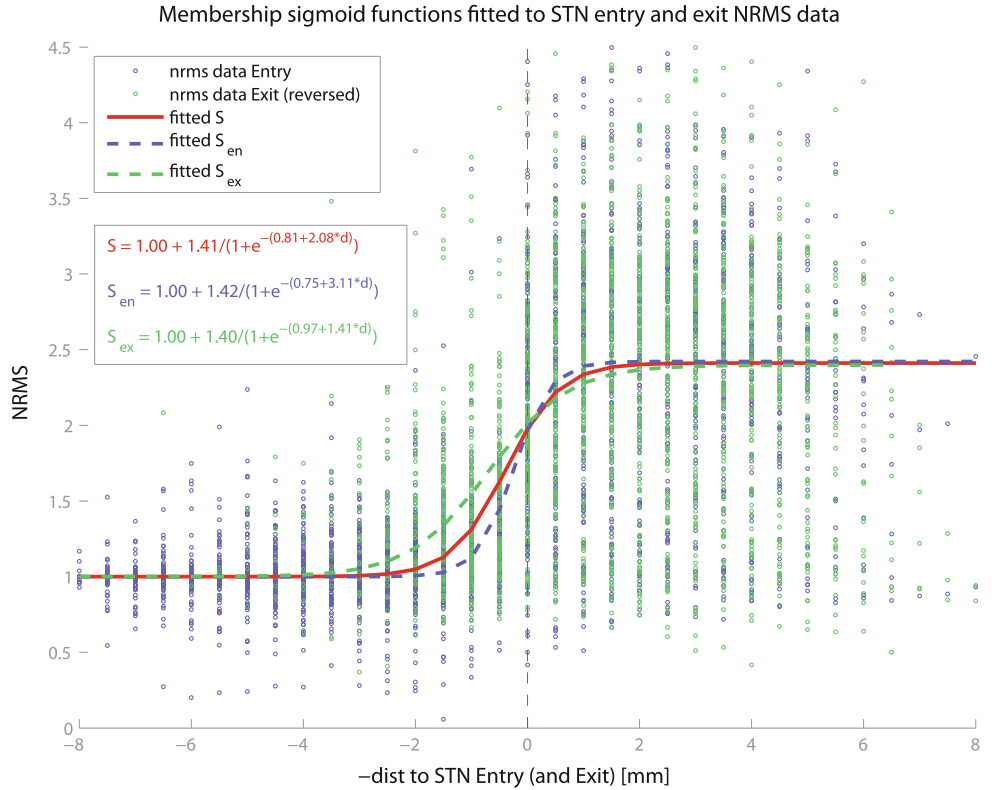 Membership sigmoid functions fitted to STN entry and exit NRMS data
4.5
4
3.5
3
2.5
2
1.5
1
0.5
0
NRMS
nrms data Entry
nrms data Exit (reversed)
fitted S
fitted S en
fitted S ex
S = 1.00 + 1.41/(1+e^−(0.81+2.08*d))
S en = 1.00 + 1.42/(1+e^−(0.75+3.11*d))
S ex = 1.00 + 1.40/(1+e^−(0.97+1.41*d))
−8 −6 −4 −2 0 2 4 6 8
−dist to STN Entry (and Exit) [mm]